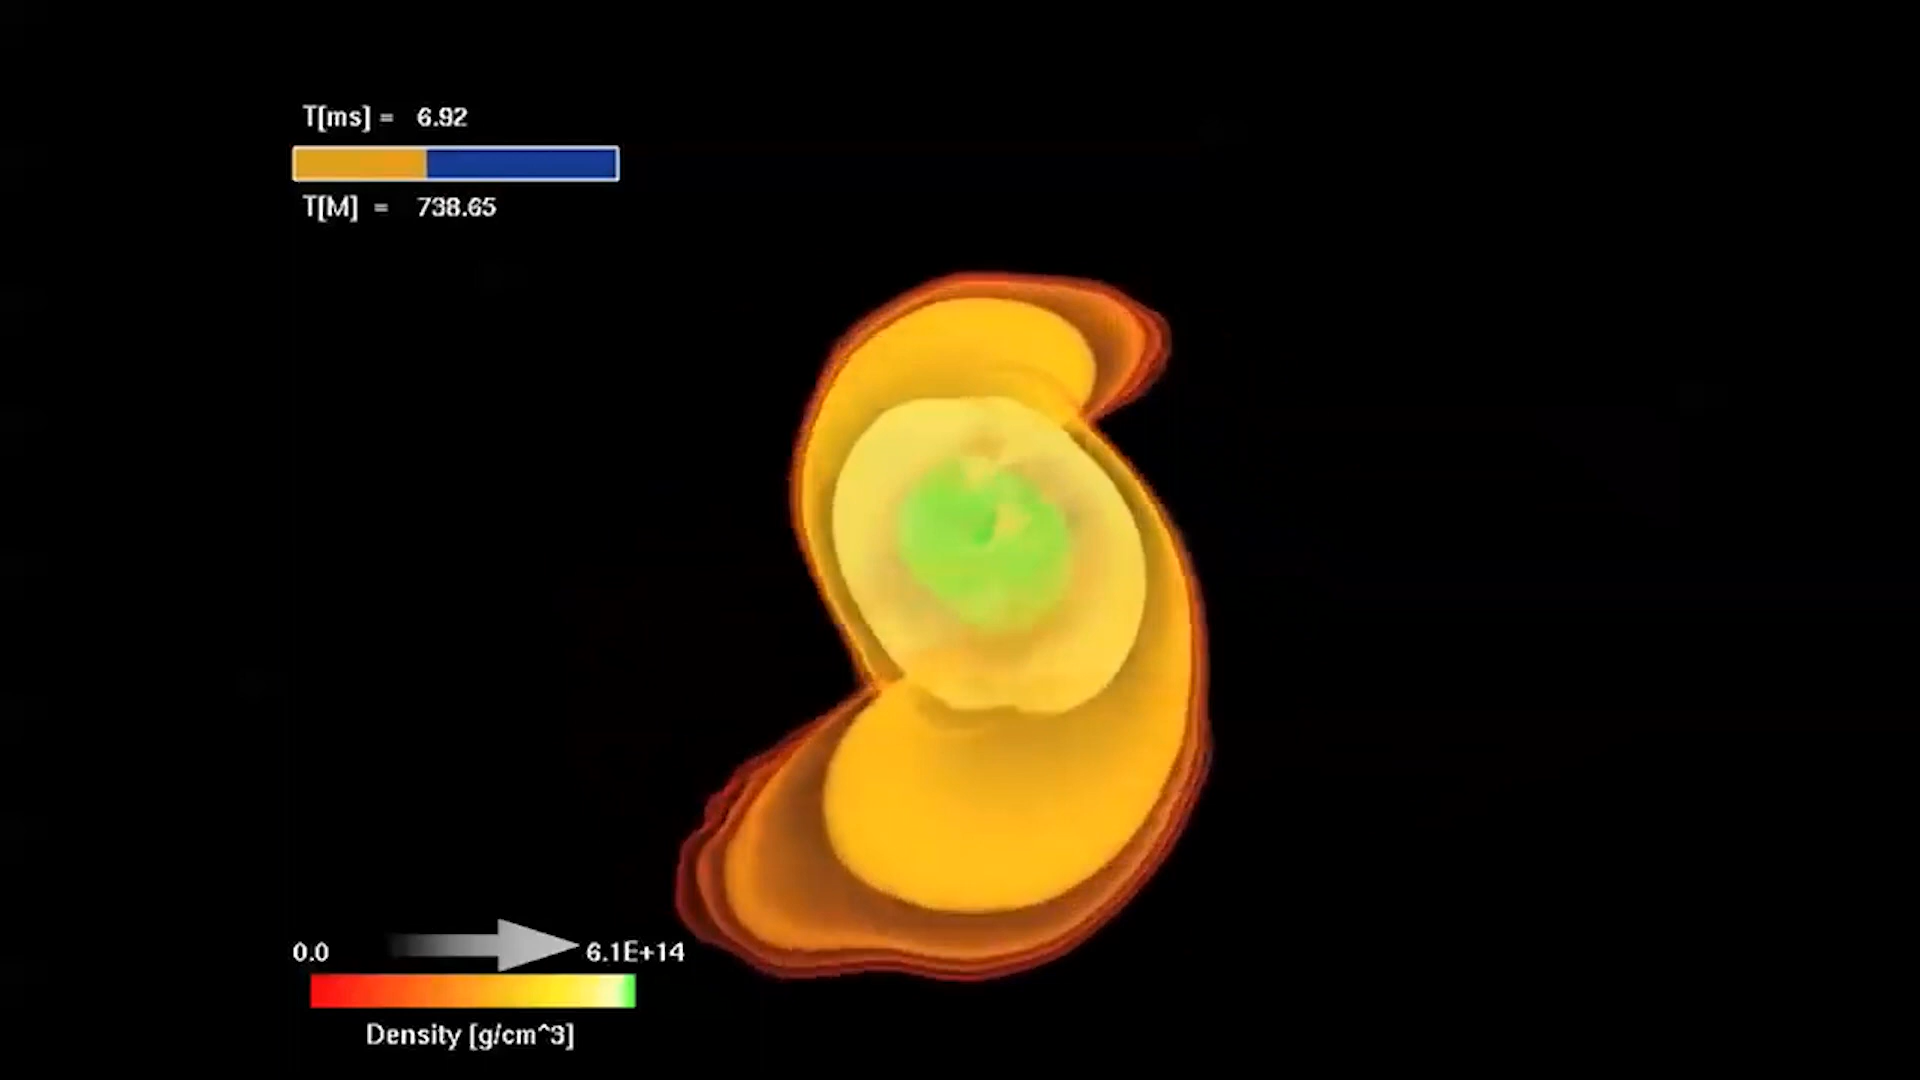 T[ms] = 6.92
T[M] = 738.65
0.0 6.1E+14
Density [g/cm^3]